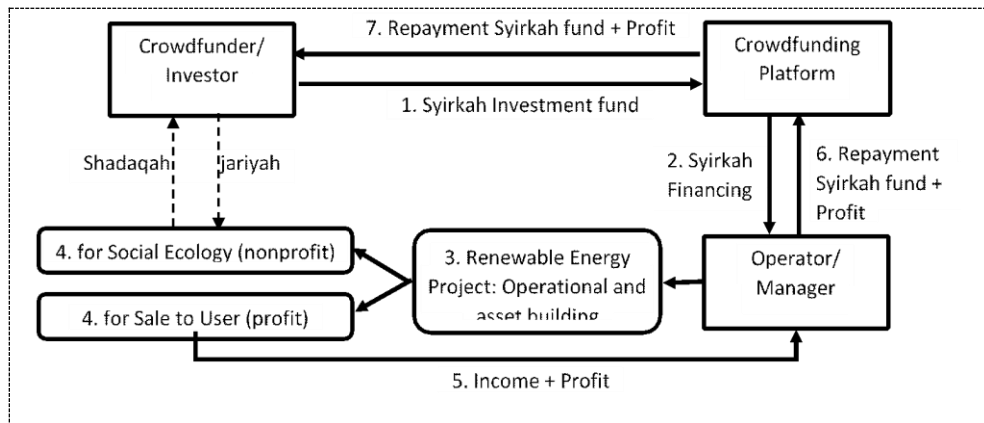 7. Repayment Syirkah fund + Profit
Crowdfunder/
Investor
Crowdfunding
Platform
1. Syirkah Investment fund
Shadaqah
jariyah
2. Syirkah
Financing
6. Repayment
Syirkah fund +
Profit
4. for Social Ecology (nonprofit)
3. Renewable Energy
Project: Operational and
asset building
Operator/
Manager
4. for Sale to User (profit)
5. Income + Profit